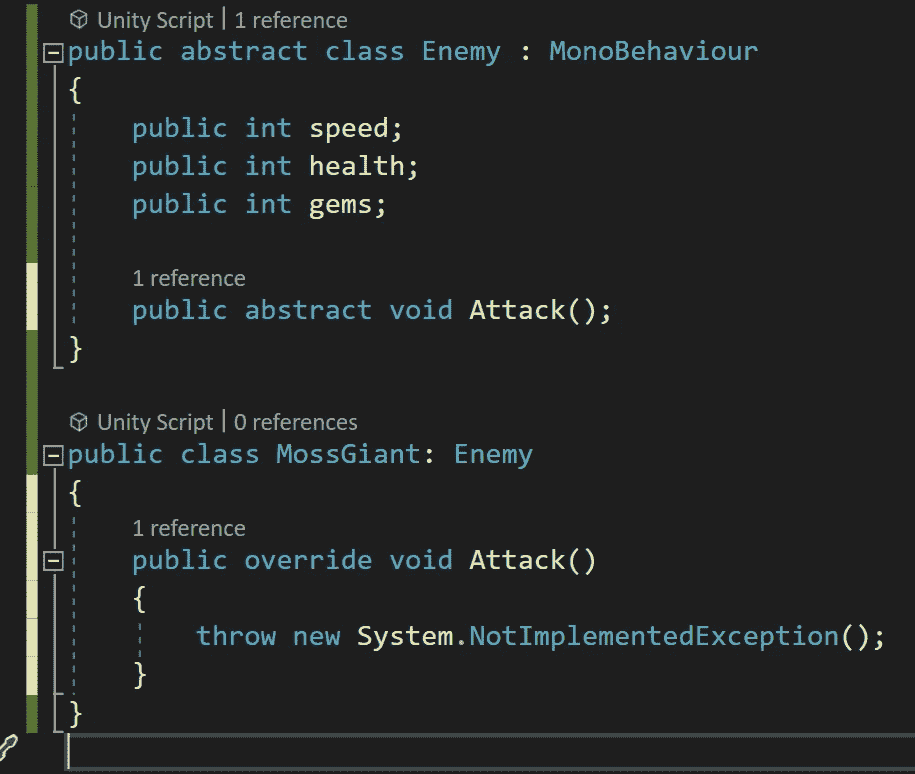 Unity Script | 1 reference
public abstract class Enemy : MonoBehaviour
{
public int speed;
public int health;
public int gems;
1 reference
public abstract void Attack();
}
Unity Script | 0 references
public class MossGiant: Enemy
{
1 reference
public override void Attack()
{
throw new System.NotImplementedException();
}
}